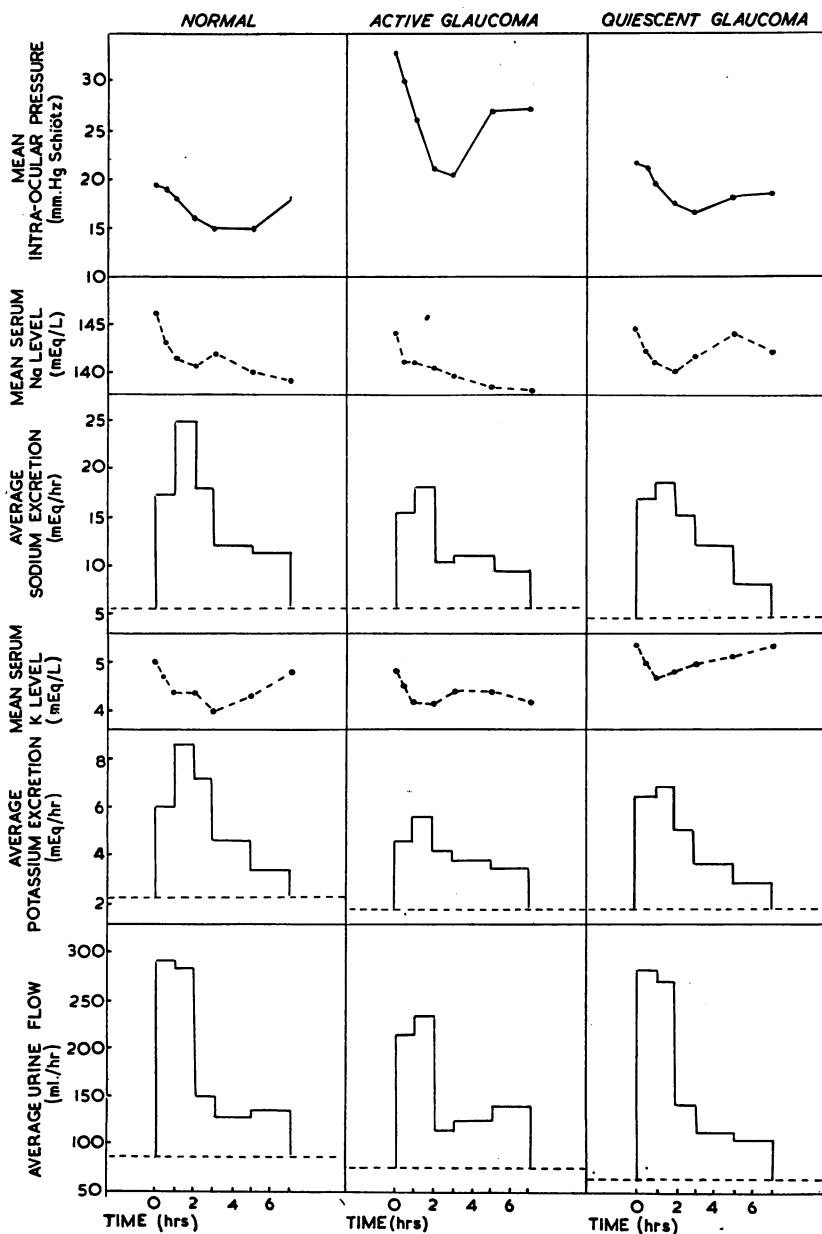 NORMAL
ACTIVE GLAUCOMA
QUIESCENT GLAUCOMA
MEAN
INTRA-OCULAR PRESSURE
(mm.Hg Schiötz)
30
25
20
15
10
MEAN SERUM
Na LEVEL
(mEq/L)
145
140
AVERAGE
SODIUM EXCRETION
(mEq/hr)
25
20
15
10
5
MEAN SERUM
K LEVEL
(mEq/L)
5
4
AVERAGE
POTASSIUM EXCRETION
(mEq/hr)
8
6
4
2
AVERAGE URINE FLOW
(ml./hr)
300
250
200
150
100
50
0 2 4 6
TIME (hrs)
0 2 4 6
TIME(hrs)
0 2 4 6
TIME (hrs)